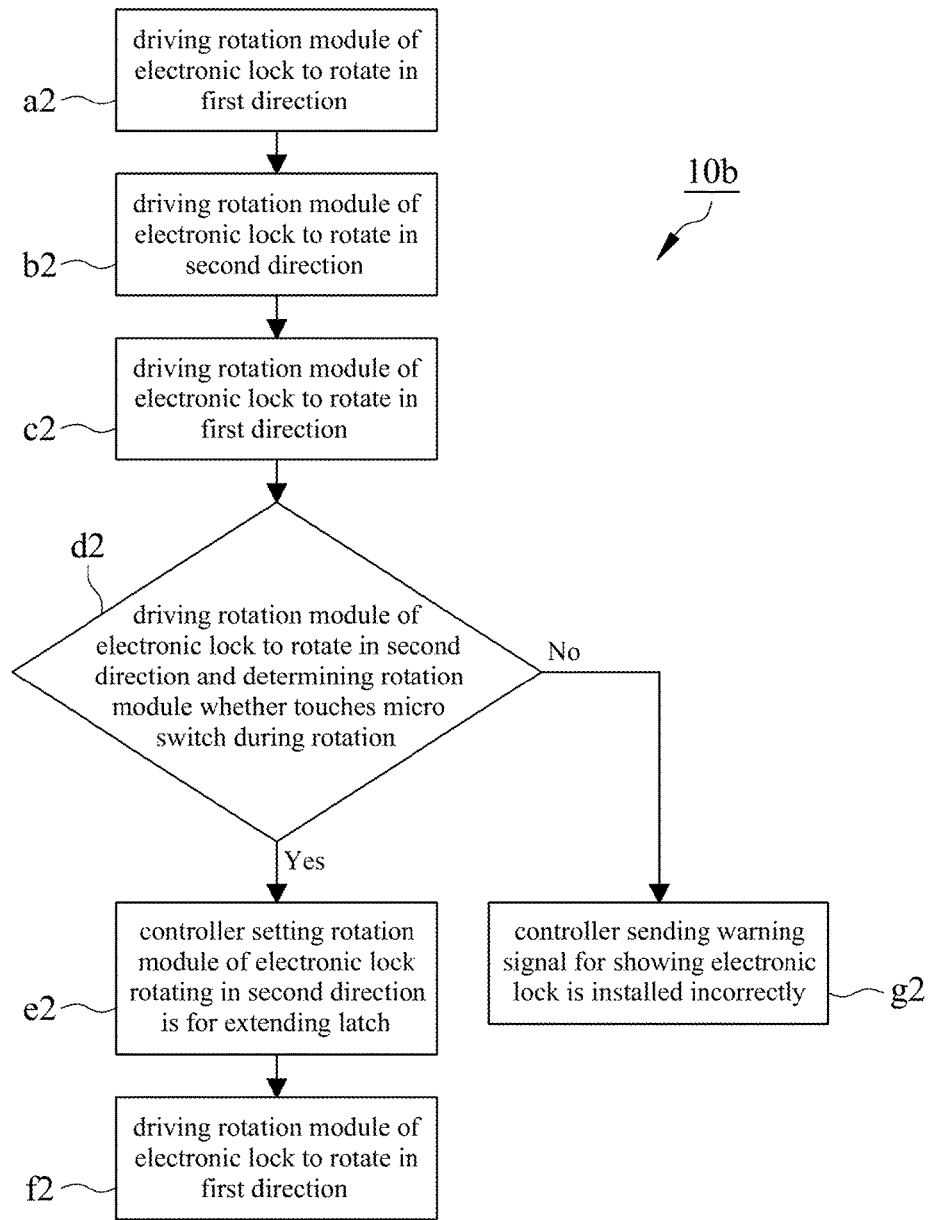 driving rotation module of
electronic lock to rotate in
first direction
a2
10b
driving rotation module of
electronic lock to rotate in
second direction
b2
driving rotation module of
electronic lock to rotate in
first direction
c2
d2
driving rotation module of
electronic lock to rotate in second
direction and determining rotation
module whether touches micro
switch during rotation
No
Yes
controller setting rotation
module of electronic lock
rotating in second direction
is for extending latch
e2
controller sending warning
signal for showing electronic
lock is installed incorrectly
g2
driving rotation module of
electronic lock to rotate in
first direction
f2